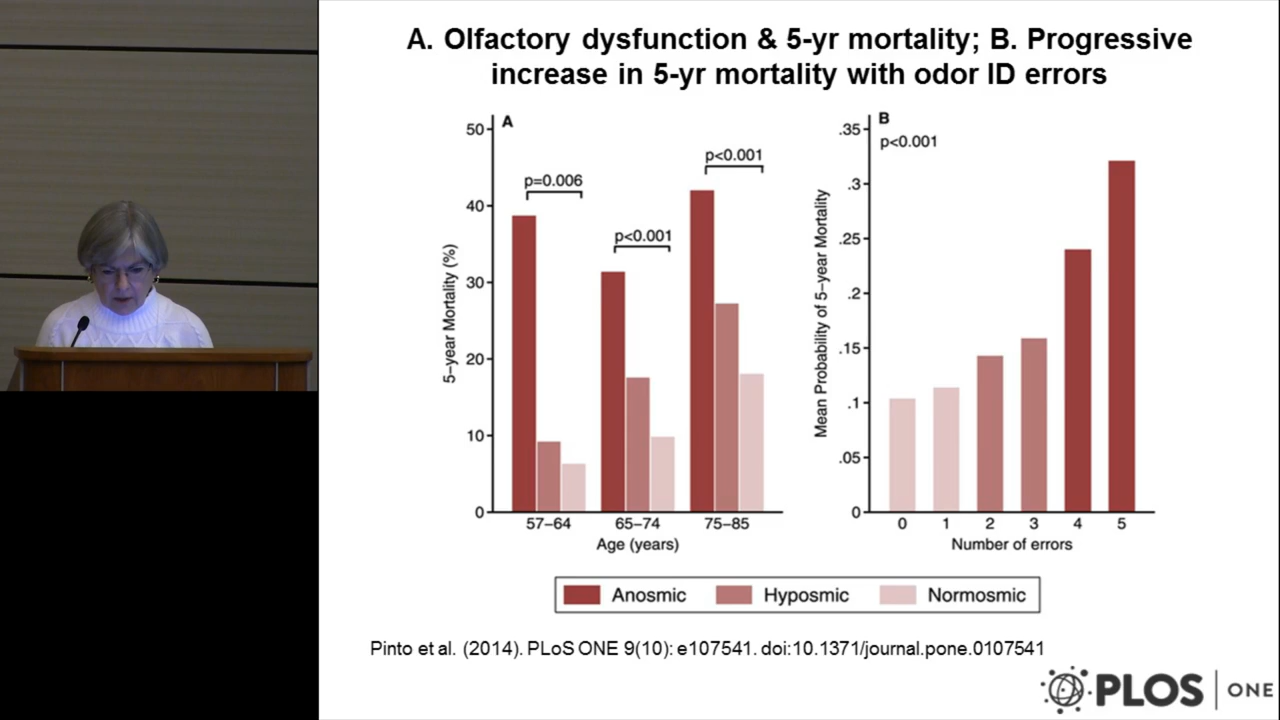 A. Olfactory dysfunction & 5-yr mortality; B. Progressive
increase in 5-yr mortality with odor ID errors
A
50
40
30
20
10
0
5–year Mortality (%)
p=0.006
p<0.001
p<0.001
57–64
65–74
75–85
Age (years)
B
p<0.001
.35
.3
.25
.2
.15
.1
.05
0
Mean Probability of 5–year Mortality
0
1
2
3
4
5
Number of errors
Anosmic
Hyposmic
Normosmic
Pinto et al. (2014). PLoS ONE 9(10): e107541. doi:10.1371/journal.pone.0107541
PLOS | ONE